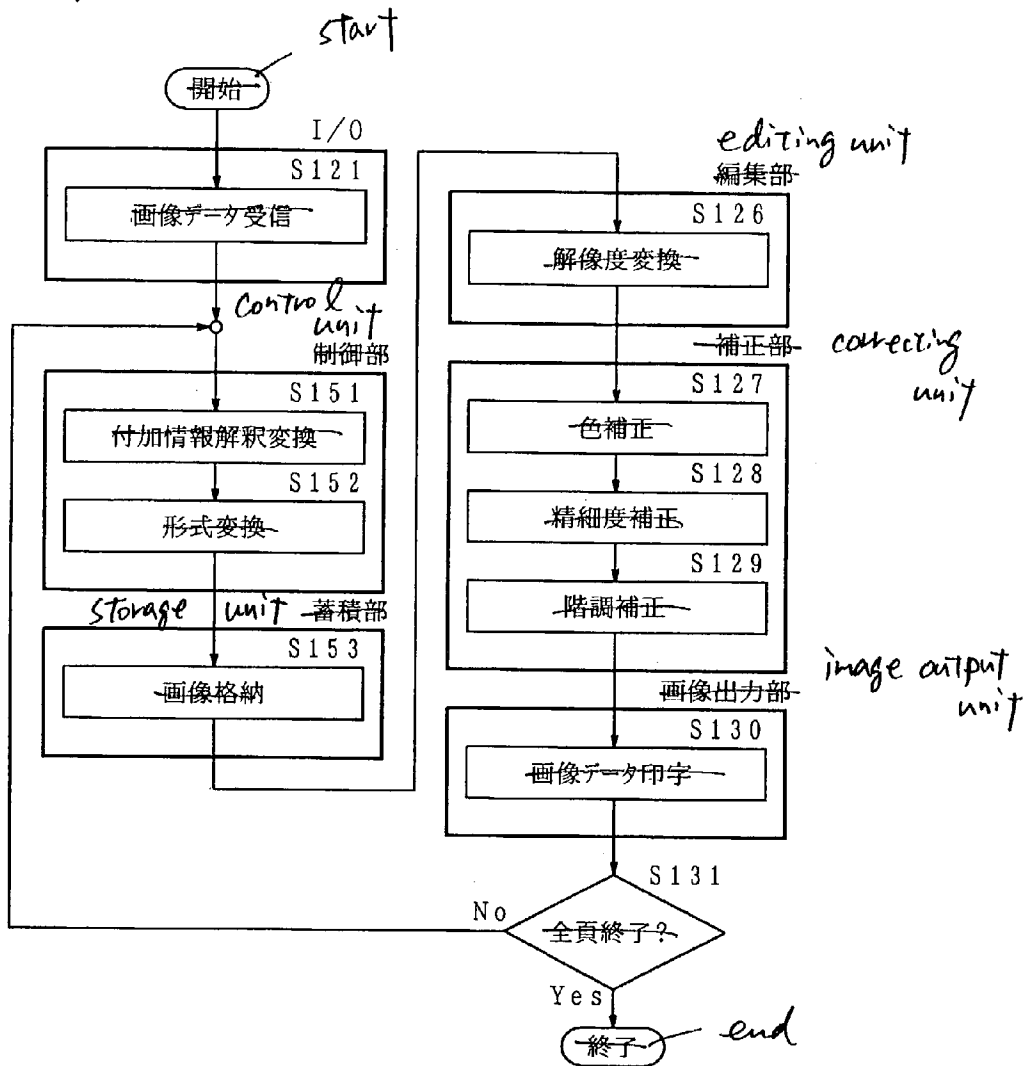 start
開始
I/O
S121
画像データ受信
control
unit
制御部
S151
付加情報解釈変換
S152
形式変換
storage unit 蓄積部
S153
画像格納
editing unit
編集部
S126
解像度変換
補正部 correcting
unit
S127
色補正
S128
精細度補正
S129
階調補正
画像出力部 image output
unit
S130
画像データ印字
S131
全頁終了?
No
Yes
終了 end